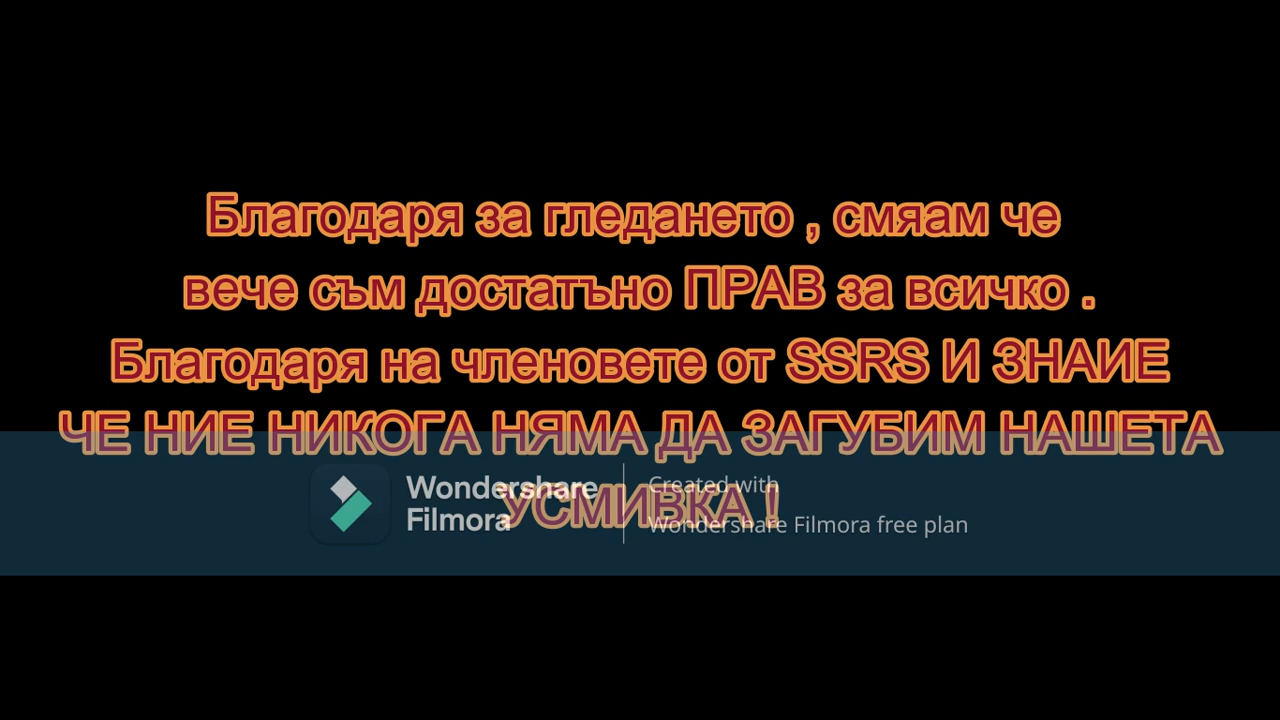 Благодаря за гледането , смяам че
вече съм достатъно ПРАВ за всичко .
Благодаря на членовете от SSRS И ЗНАИЕ
ЧЕ НИЕ НИКОГА НЯМА ДА ЗАГУБИМ НАШЕТА
УСМИВКА !
Wondershare
Filmora
Created with
Wondershare Filmora free plan